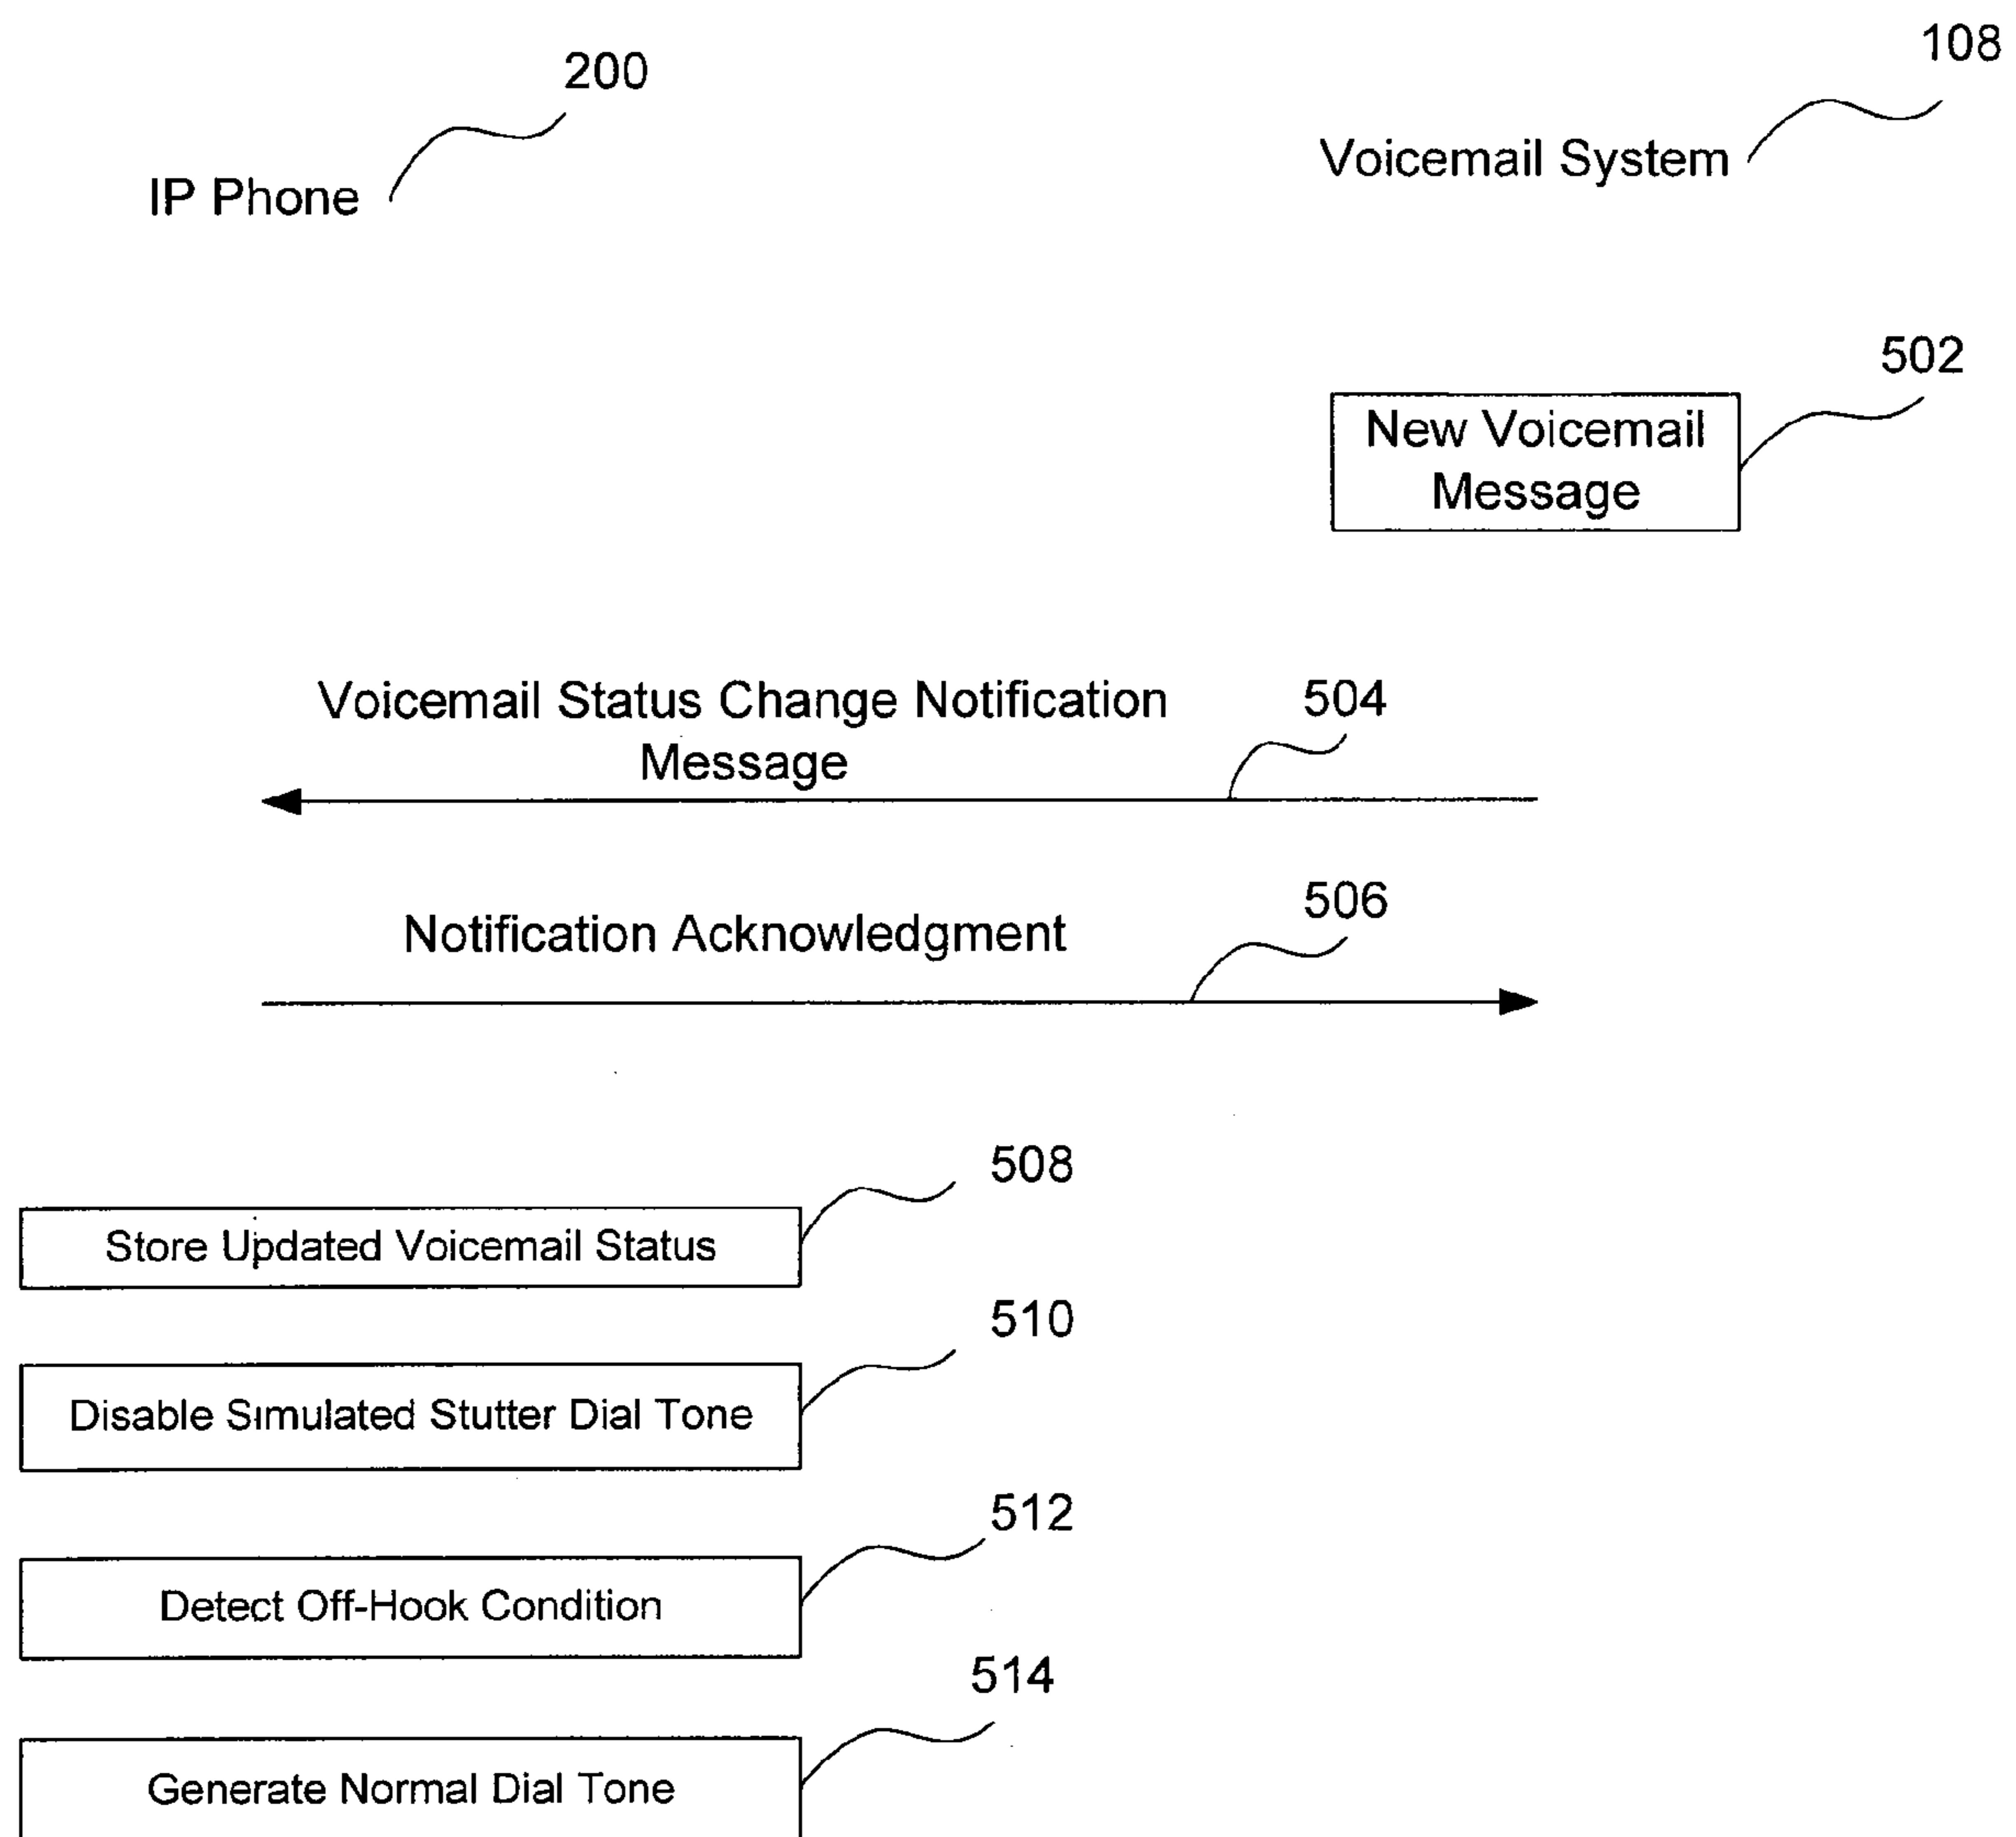 200
108
IP Phone
Voicemail System
502
New Voicemail
Message
Voicemail Status Change Notification
Message
504
Notification Acknowledgment
506
508
Store Updated Voicemail Status
510
Disable Simulated Stutter Dial Tone
512
Detect Off-Hook Condition
514
Generate Normal Dial Tone